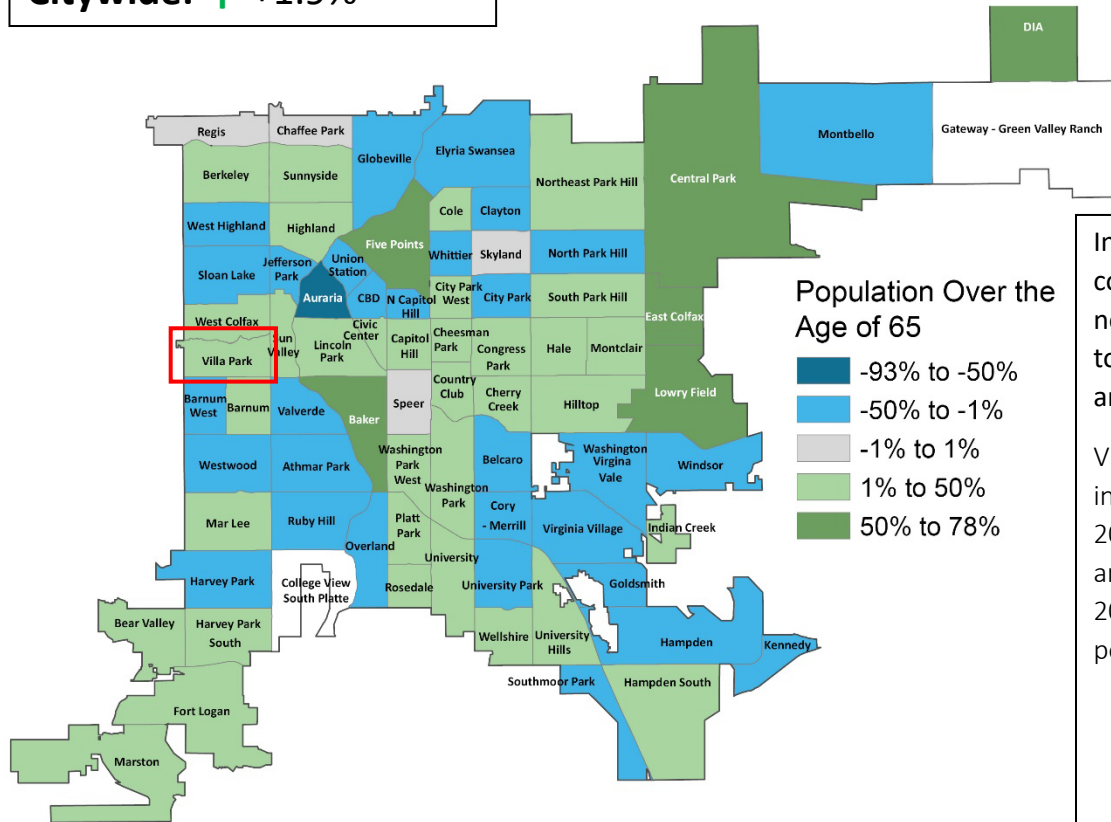 Citywide: ↑ +1.9%
DIA
Regis
Chaffee Park
Globeville
Elyria Swansea
Montbello
Gateway - Green Valley Ranch
Berkeley
Sunnyside
Northeast Park Hill
Central Park
West Highland
Highland
Cole
Clayton
Five Points
Whittier
Skyland
North Park Hill
Sloan Lake
Jefferson
Park
Union
Station
Auraria
CBD
N Capitol
Hill
City Park
West
City Park
South Park Hill
East Colfax
West Colfax
Sun
Valley
Lincoln
Park
Civic
Center
Capitol
Hill
Cheesman
Park
Congress
Park
Hale
Montclair
Villa Park
Barnum
West
Barnum
Valverde
Baker
Speer
Country
Club
Cherry
Creek
Hilltop
Lowry Field
Westwood
Athmar Park
Washington
Park
West
Washington
Park
Belcaro
Washington
Virgina
Vale
Windsor
Mar Lee
Ruby Hill
Overland
Platt
Park
Cory
- Merrill
Virginia Village
Indian Creek
Harvey Park
College View
South Platte
Rosedale
University
University Park
Goldsmith
Bear Valley
Harvey Park
South
Wellshire
University
Hills
Hampden
Kennedy
Southmoor Park
Hampden South
Fort Logan
Marston
Population Over the
Age of 65
-93% to -50%
-50% to -1%
-1% to 1%
1% to 50%
50% to 78%